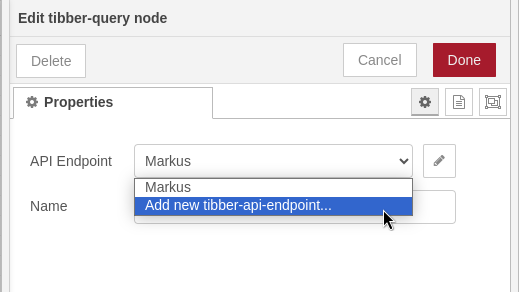 Edit tibber-query node
Delete
Cancel
Done
Properties
API Endpoint
Markus
Markus
Name
Add new tibber-api-endpoint...